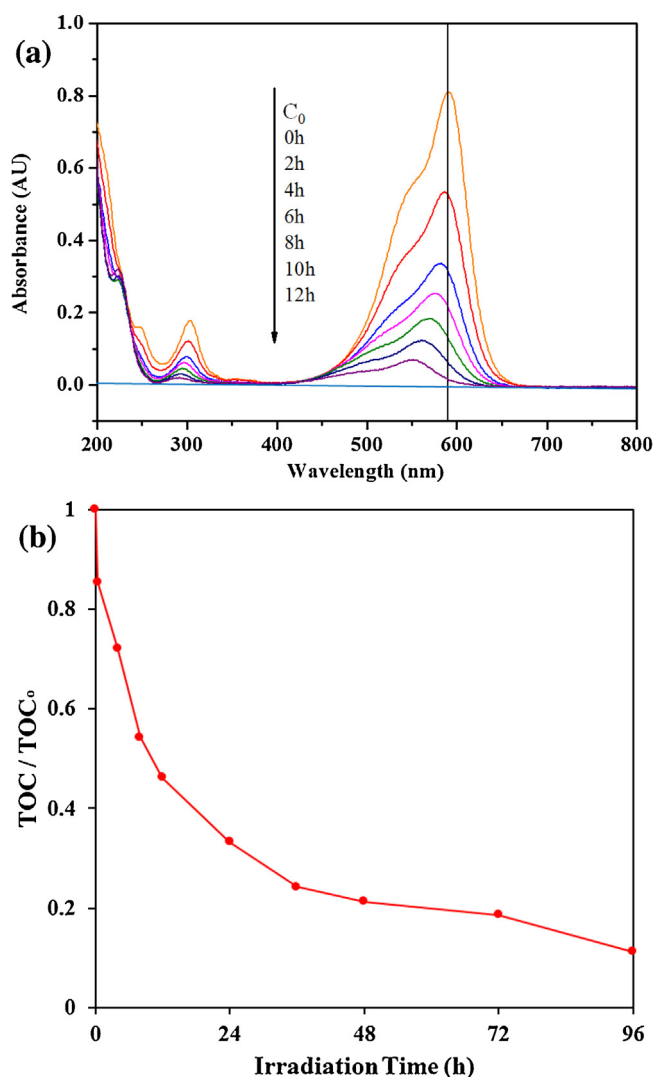 (a)
1.0
0.8
0.6
0.4
0.2
0.0
Absorbance (AU)
C0
0h
2h
4h
6h
8h
10h
12h
200 300 400 500 600 700 800
Wavelength (nm)
(b)
1
0.8
0.6
0.4
0.2
0
TOC / TOCo
0 24 48 72 96
Irradiation Time (h)